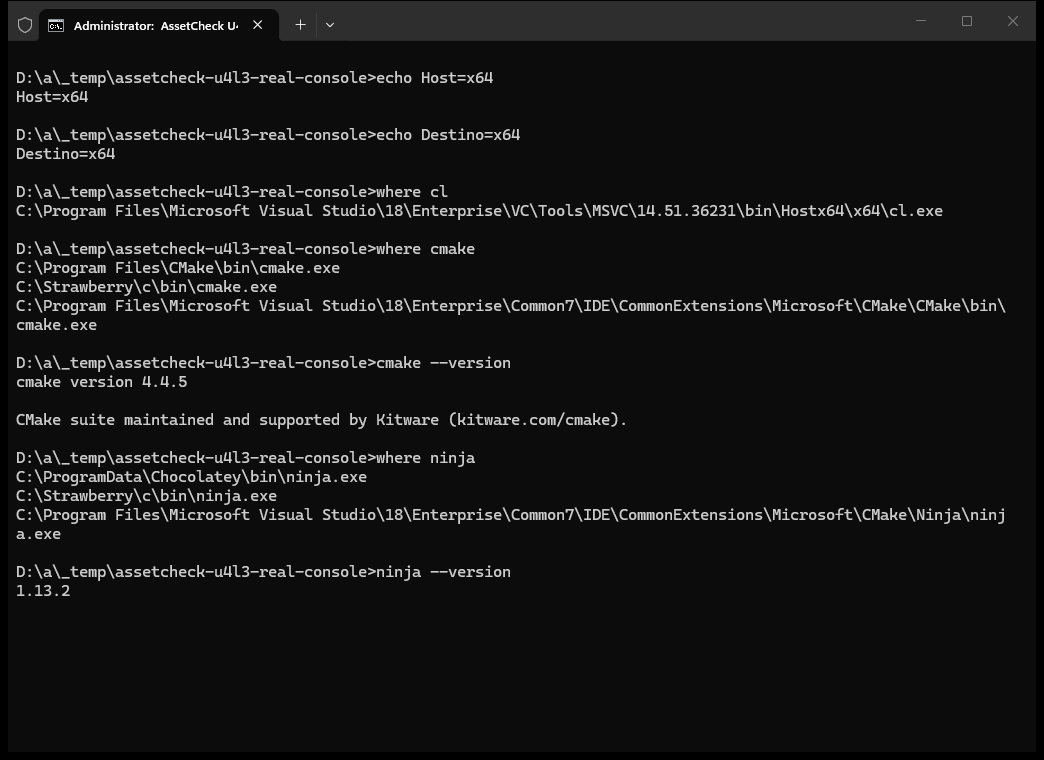 Administrator: AssetCheck U4
D:\a\_temp\assetcheck-u4l3-real-console>echo Host=x64
Host=x64
D:\a\_temp\assetcheck-u4l3-real-console>echo Destino=x64
Destino=x64
D:\a\_temp\assetcheck-u4l3-real-console>where cl
C:\Program Files\Microsoft Visual Studio\18\Enterprise\VC\Tools\MSVC\14.51.36231\bin\Hostx64\x64\cl.exe
D:\a\_temp\assetcheck-u4l3-real-console>where cmake
C:\Program Files\CMake\bin\cmake.exe
C:\Strawberry\c\bin\cmake.exe
C:\Program Files\Microsoft Visual Studio\18\Enterprise\Common7\IDE\CommonExtensions\Microsoft\CMake\CMake\bin\
cmake.exe
D:\a\_temp\assetcheck-u4l3-real-console>cmake --version
cmake version 4.4.5
CMake suite maintained and supported by Kitware (kitware.com/cmake).
D:\a\_temp\assetcheck-u4l3-real-console>where ninja
C:\ProgramData\Chocolatey\bin\ninja.exe
C:\Strawberry\c\bin\ninja.exe
C:\Program Files\Microsoft Visual Studio\18\Enterprise\Common7\IDE\CommonExtensions\Microsoft\CMake\Ninja\ninj
a.exe
D:\a\_temp\assetcheck-u4l3-real-console>ninja --version
1.13.2